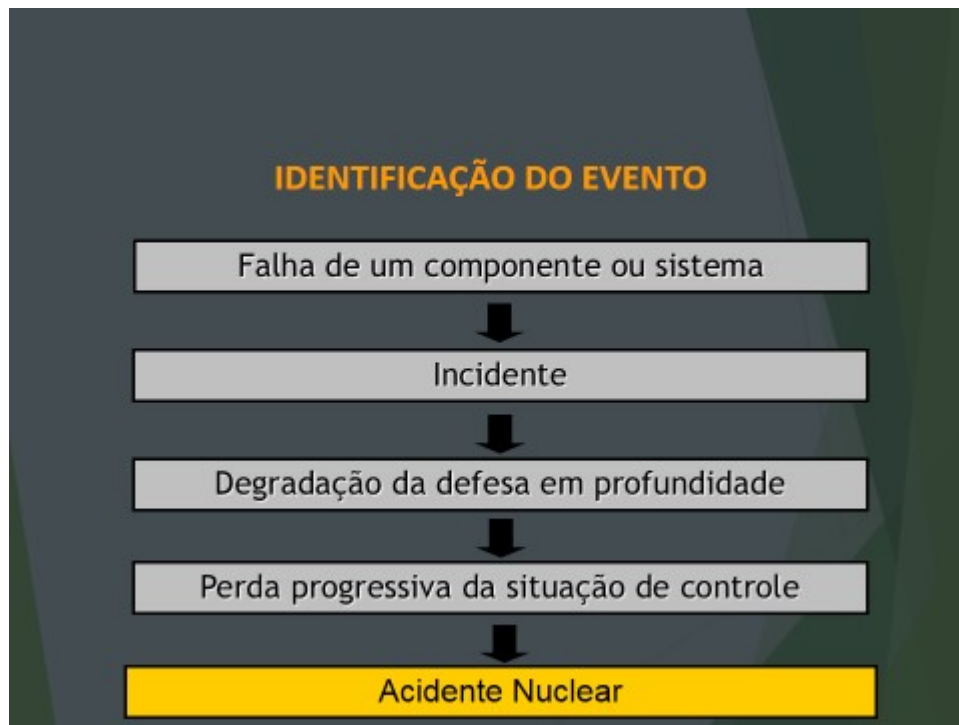 IDENTIFICAÇÃO DO EVENTO
Falha de um componente ou sistema
Incidente
Degradação da defesa em profundidade
Perda progressiva da situação de controle
Acidente Nuclear